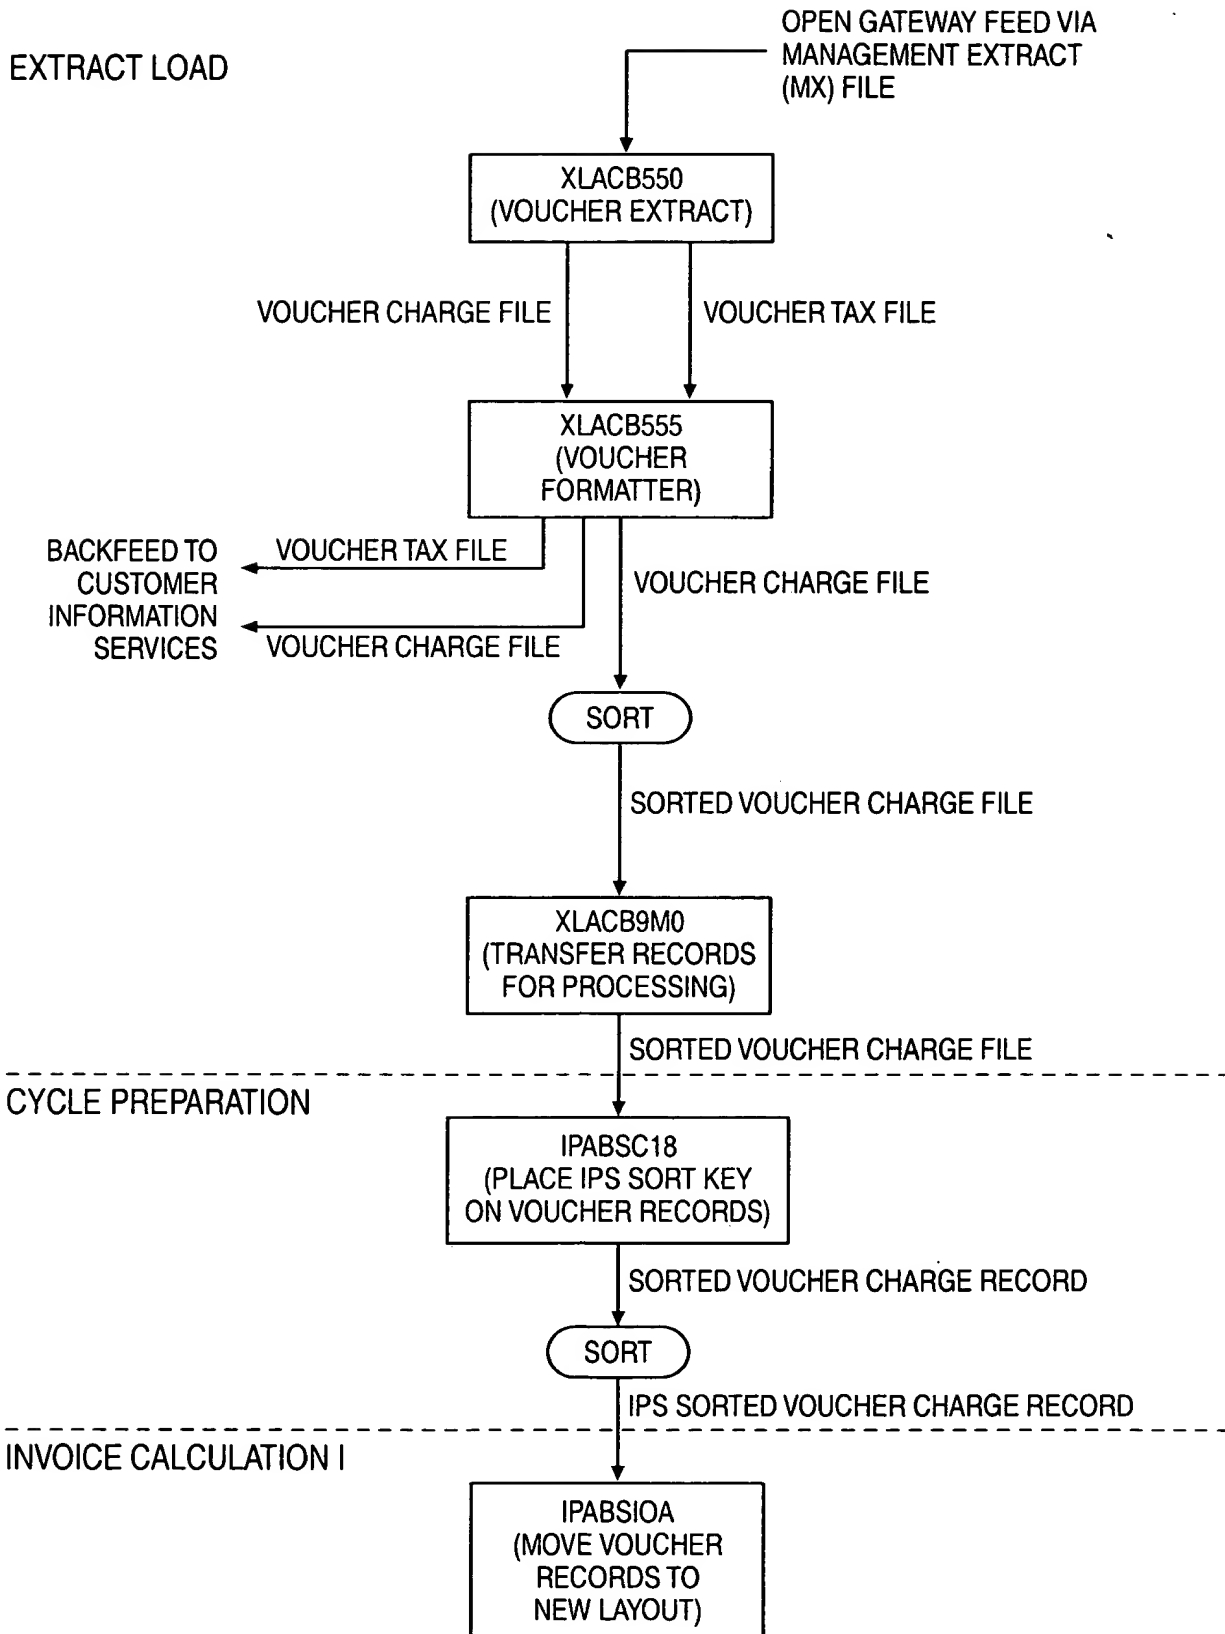 OPEN GATEWAY FEED VIA
MANAGEMENT EXTRACT
(MX) FILE
EXTRACT LOAD
XLACB550
(VOUCHER EXTRACT)
VOUCHER CHARGE FILE
VOUCHER TAX FILE
XLACB555
(VOUCHER
FORMATTER)
BACKFEED TO
CUSTOMER
INFORMATION
SERVICES
VOUCHER TAX FILE
VOUCHER CHARGE FILE
VOUCHER CHARGE FILE
SORT
SORTED VOUCHER CHARGE FILE
XLACB9M0
(TRANSFER RECORDS
FOR PROCESSING)
SORTED VOUCHER CHARGE FILE
CYCLE PREPARATION
IPABSC18
(PLACE IPS SORT KEY
ON VOUCHER RECORDS)
SORTED VOUCHER CHARGE RECORD
SORT
IPS SORTED VOUCHER CHARGE RECORD
INVOICE CALCULATION I
IPABSIOA
(MOVE VOUCHER
RECORDS TO
NEW LAYOUT)